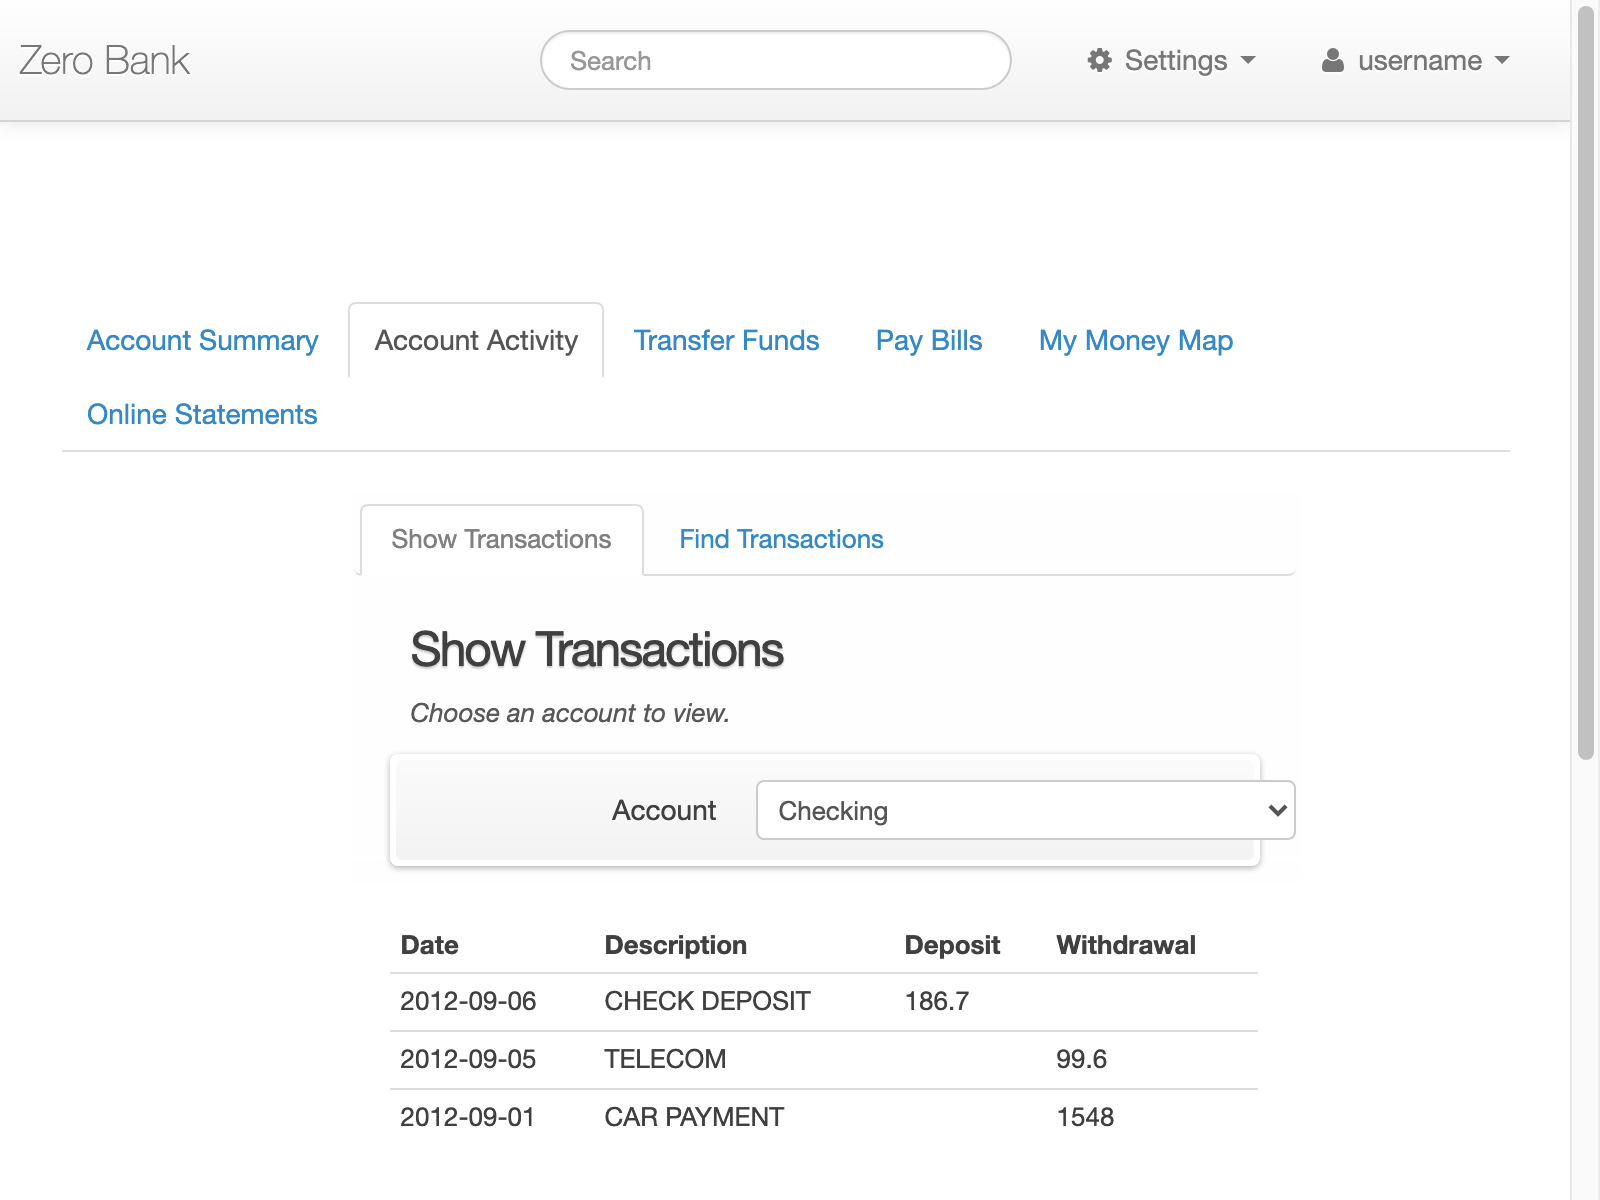 Zero Bank
Search
Settings
username
Account Summary
Account Activity
Transfer Funds
Pay Bills
My Money Map
Online Statements
Show Transactions
Find Transactions
Show Transactions
Choose an account to view.
Account
Checking
Date Description Deposit Withdrawal
2012-09-06 CHECK DEPOSIT 186.7
2012-09-05 TELECOM 99.6
2012-09-01 CAR PAYMENT 1548